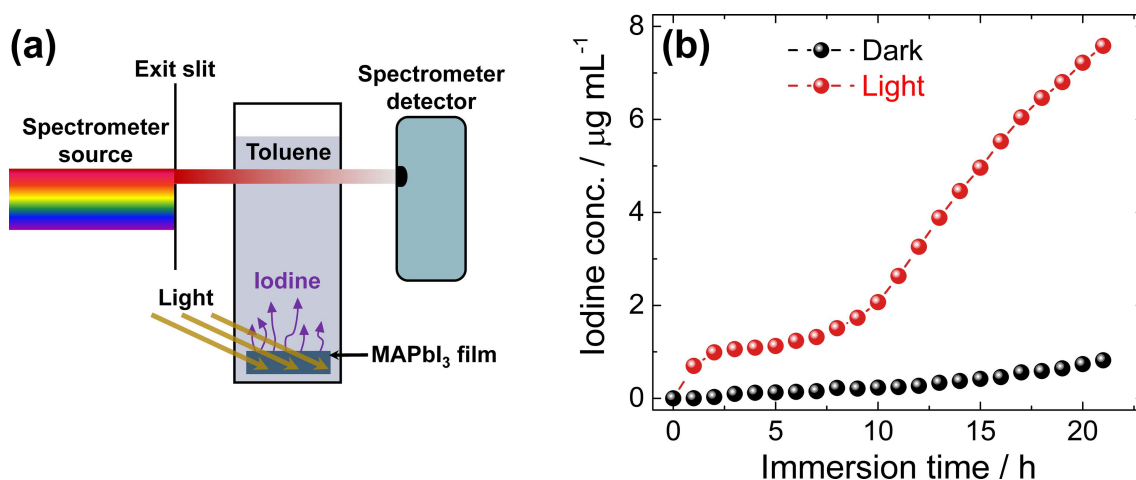 (a)
Exit slit
Spectrometer
source
Spectrometer
detector
Toluene
Iodine
Light
MAPbI₃ film
(b)
Dark
Light
Iodine conc. / μg mL⁻¹
8
6
4
2
0
0
5
10
15
20
Immersion time / h